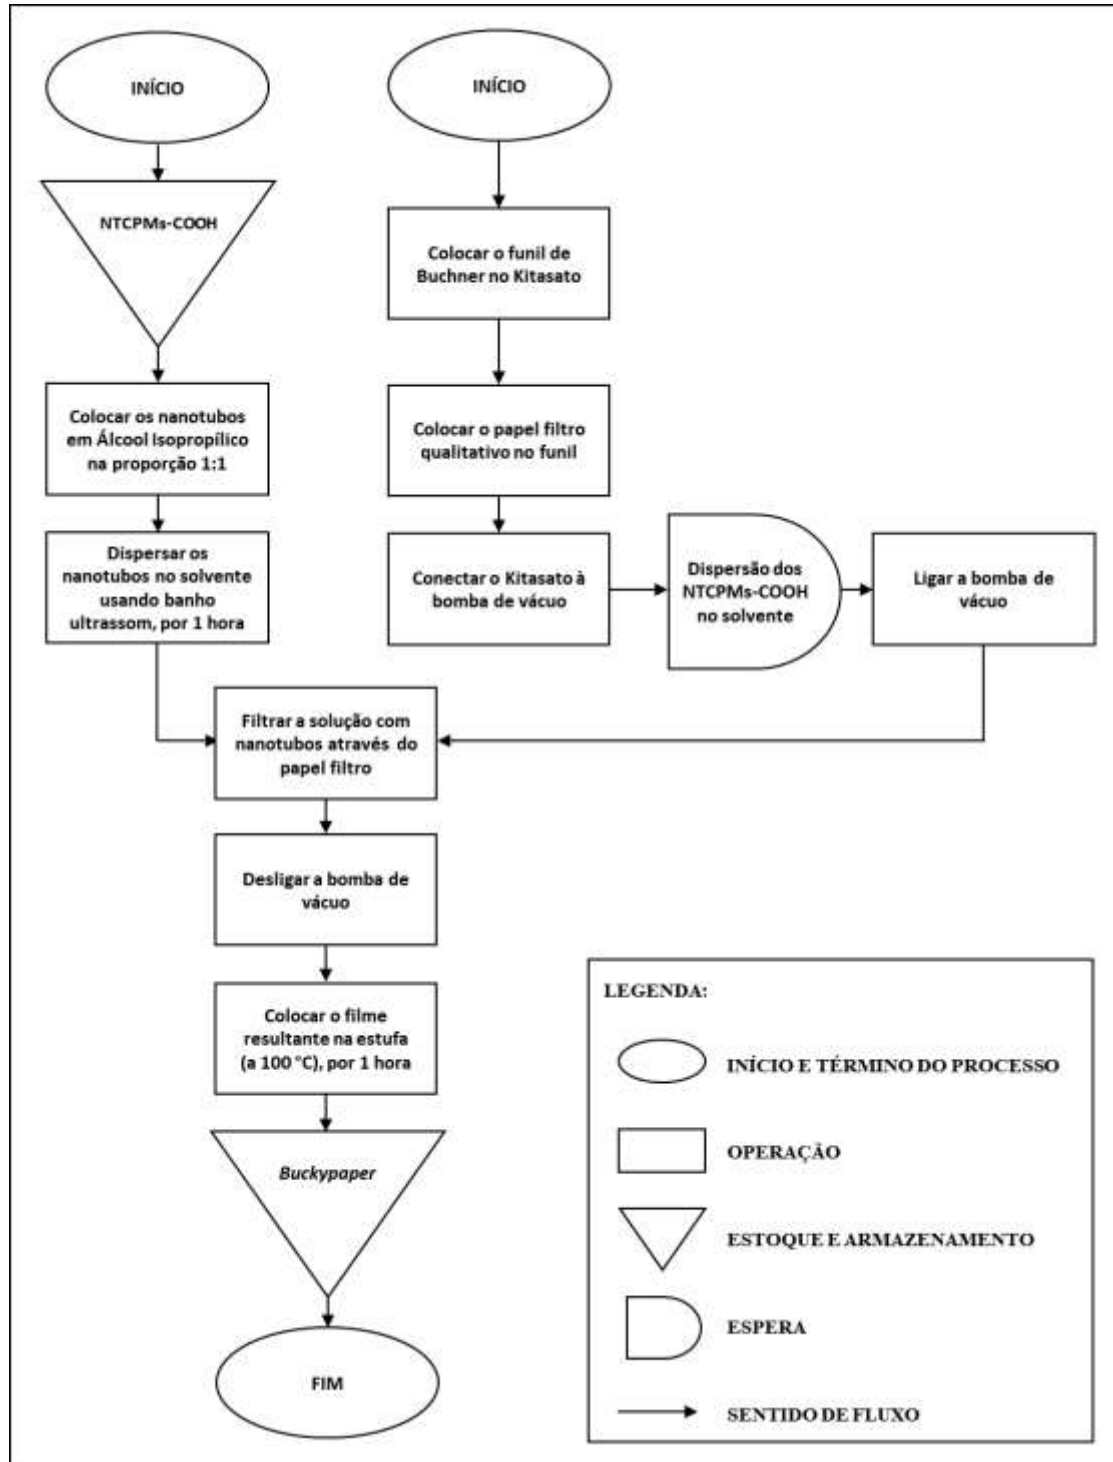 INÍCIO
NTCPMs-COOH
Colocar os nanotubos
em Álcool Isopropílico
na proporção 1:1
Dispersar os
nanotubos no solvente
usando banho
ultrassom, por 1 hora
INÍCIO
Colocar o funil de
Buchner no Kitasato
Colocar o papel filtro
qualitativo no funil
Conectar o Kitasato à
bomba de vácuo
Dispersão dos
NTCPMs-COOH
no solvente
Ligar a bomba de
vácuo
Filtrar a solução com
nanotubos através do
papel filtro
Desligar a bomba de
vácuo
Colocar o filme
resultante na estufa
(a 100 °C), por 1 hora
Buckypaper
FIM
LEGENDA:
INÍCIO E TÉRMINO DO PROCESSO
OPERAÇÃO
ESTOQUE E ARMAZENAMENTO
ESPERA
SENTIDO DE FLUXO